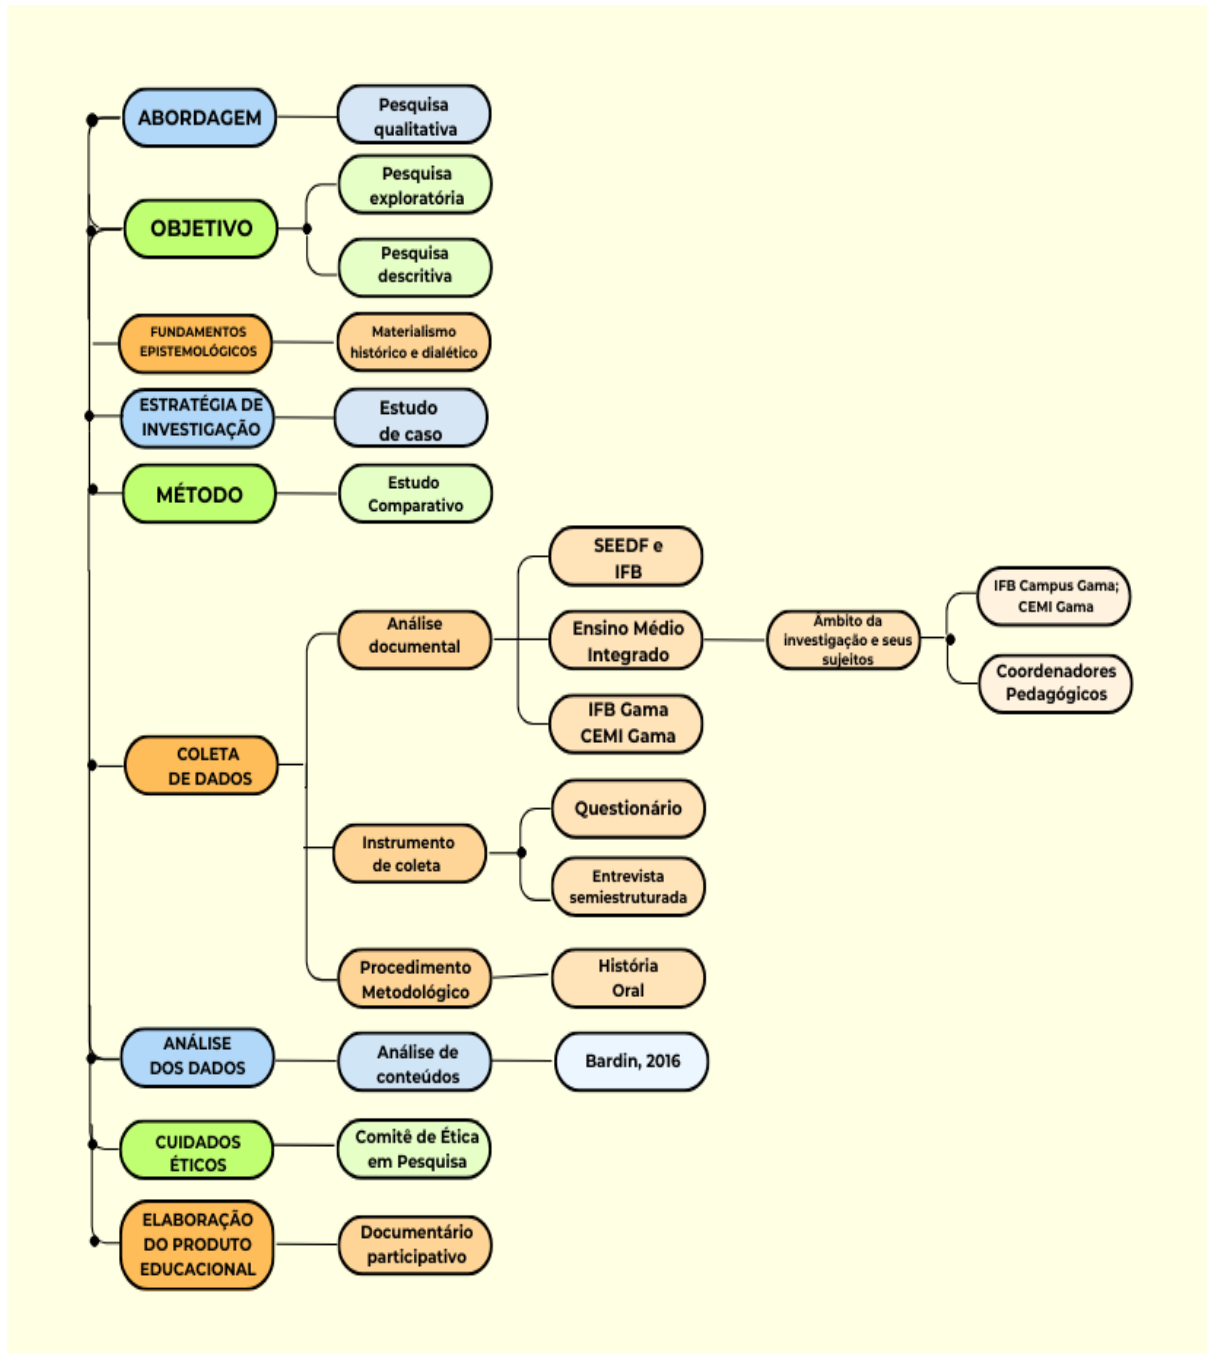 ABORDAGEM
Pesquisa
qualitativa
OBJETIVO
Pesquisa
exploratória
Pesquisa
descritiva
FUNDAMENTOS
EPISTEMOLÓGICOS
Materialismo
histórico e dialético
ESTRATÉGIA DE
INVESTIGAÇÃO
Estudo
de caso
MÉTODO
Estudo
Comparativo
COLETA
DE DADOS
Análise
documental
SEEDF e
IFB
Ensino Médio
Integrado
Âmbito da
investigação e seus
sujeitos
IFB Campus Gama;
CEMI Gama
Coordenadores
Pedagógicos
IFB Gama
CEMI Gama
Instrumento
de coleta
Questionário
Entrevista
semiestruturada
Procedimento
Metodológico
História
Oral
ANÁLISE
DOS DADOS
Análise de
conteúdos
Bardin, 2016
CUIDADOS
ÉTICOS
Comitê de Ética
em Pesquisa
ELABORAÇÃO
DO PRODUTO
EDUCACIONAL
Documentário
participativo